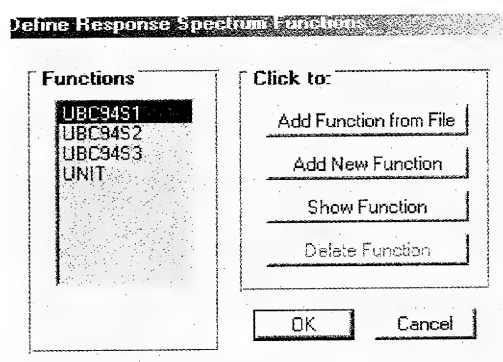 Define Response Spectrum Functions
Functions
Click to:
UBC94S1
UBC94S2
UBC94S3
UNIT
Add Function from File
Add New Function
Show Function
Delete Function
OK
Cancel